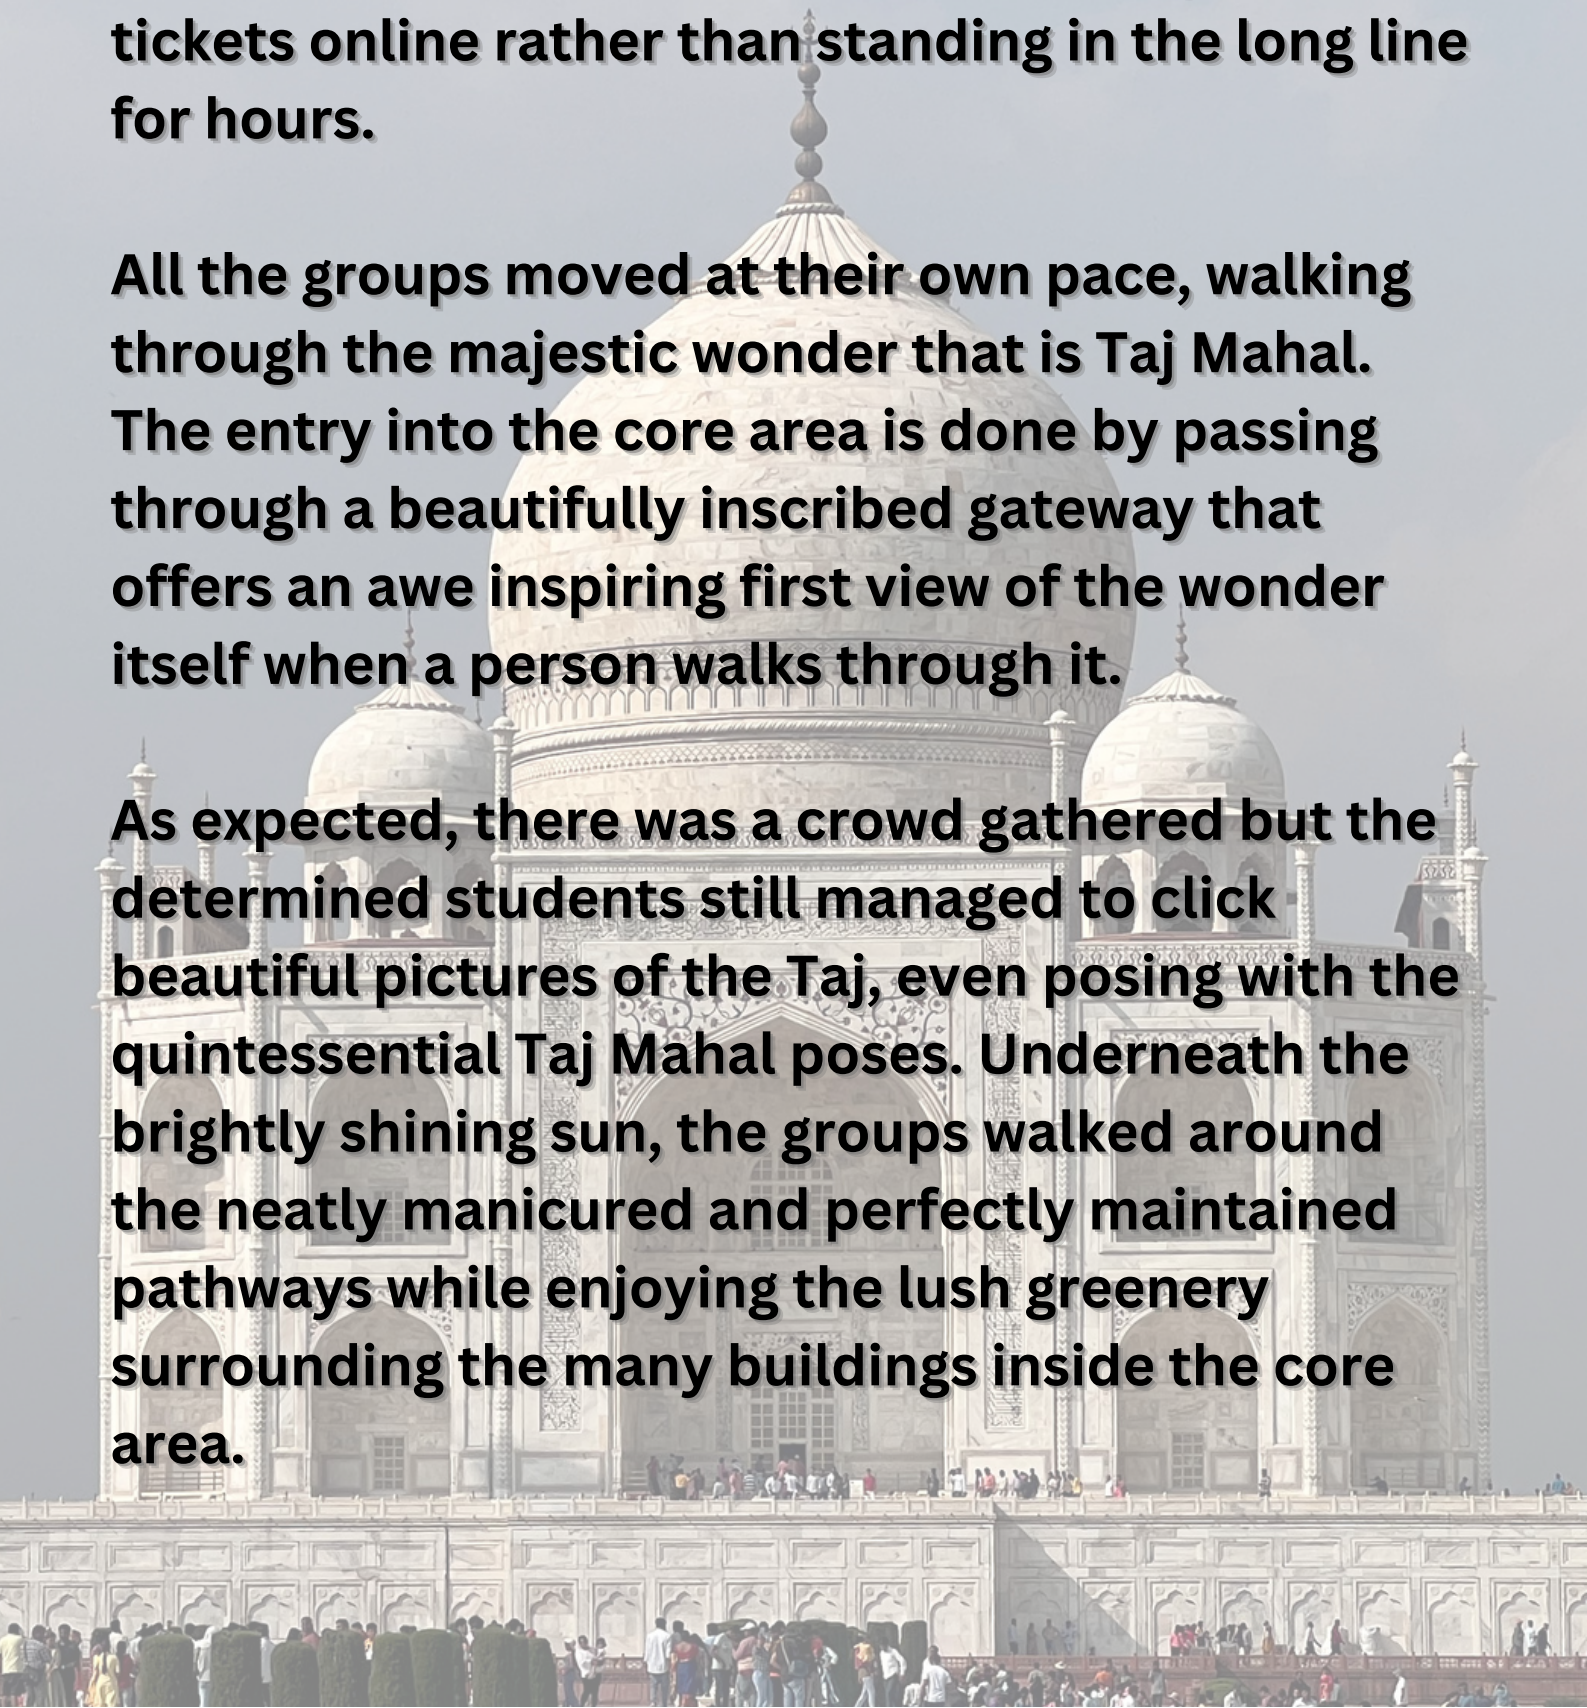 tickets online rather than standing in the long line
for hours.
All the groups moved at their own pace, walking
through the majestic wonder that is Taj Mahal.
The entry into the core area is done by passing
through a beautifully inscribed gateway that
offers an awe inspiring first view of the wonder
itself when a person walks through it.
As expected, there was a crowd gathered but the
determined students still managed to click
beautiful pictures of the Taj, even posing with the
quintessential Taj Mahal poses. Underneath the
brightly shining sun, the groups walked around
the neatly manicured and perfectly maintained
pathways while enjoying the lush greenery
surrounding the many buildings inside the core
area.